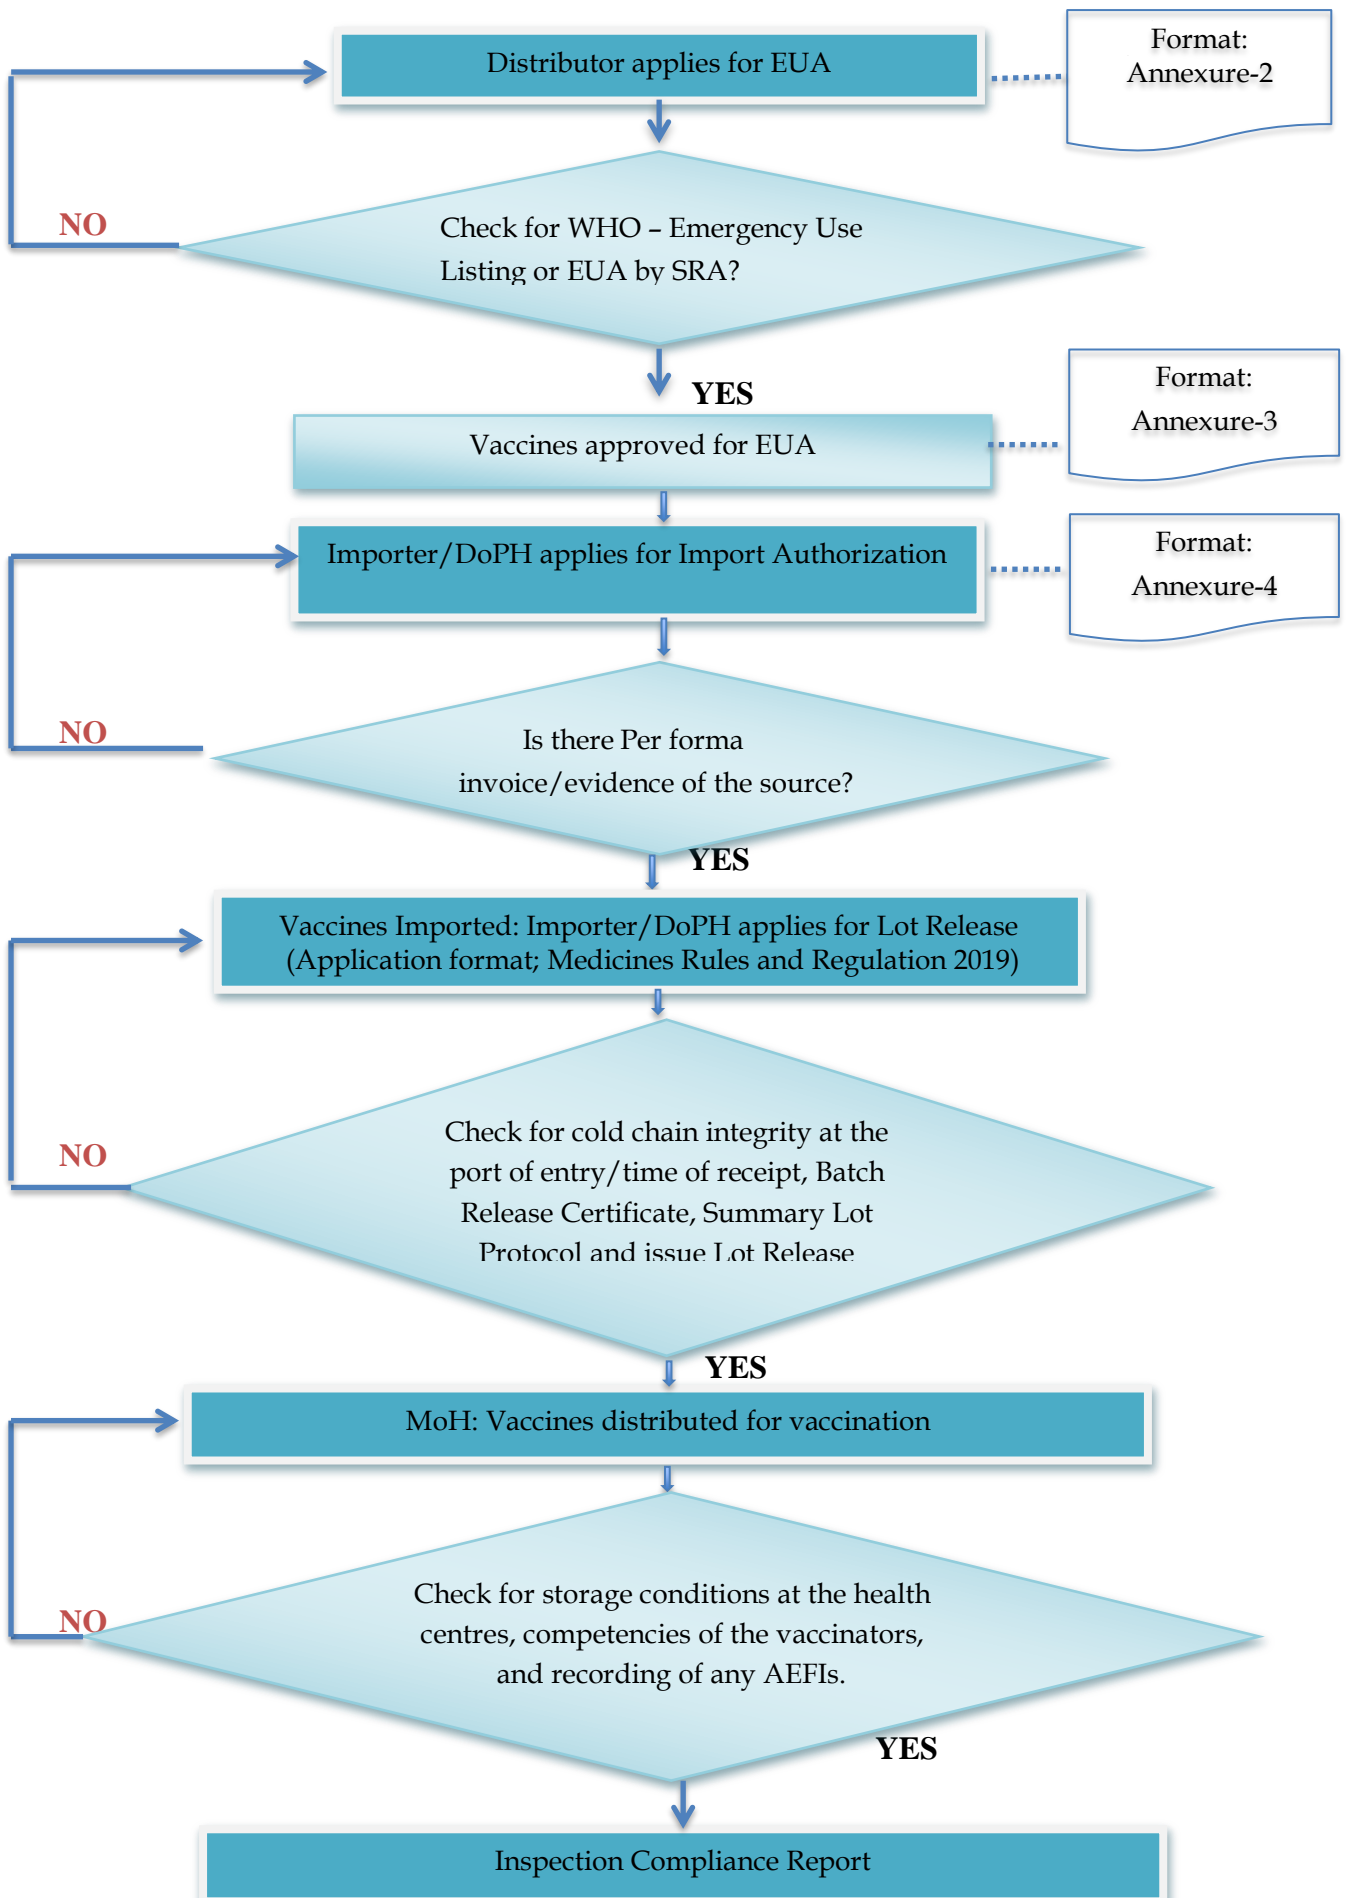 Distributor applies for EUA
Format:
Annexure-2
NO
Check for WHO – Emergency Use
Listing or EUA by SRA?
YES
Vaccines approved for EUA
Format:
Annexure-3
Importer/DoPH applies for Import Authorization
Format:
Annexure-4
NO
Is there Per forma
invoice/evidence of the source?
YES
Vaccines Imported: Importer/DoPH applies for Lot Release
(Application format; Medicines Rules and Regulation 2019)
NO
Check for cold chain integrity at the
port of entry/time of receipt, Batch
Release Certificate, Summary Lot
Protocol and issue Lot Release
YES
MoH: Vaccines distributed for vaccination
NO
Check for storage conditions at the health
centres, competencies of the vaccinators,
and recording of any AEFIs.
YES
Inspection Compliance Report